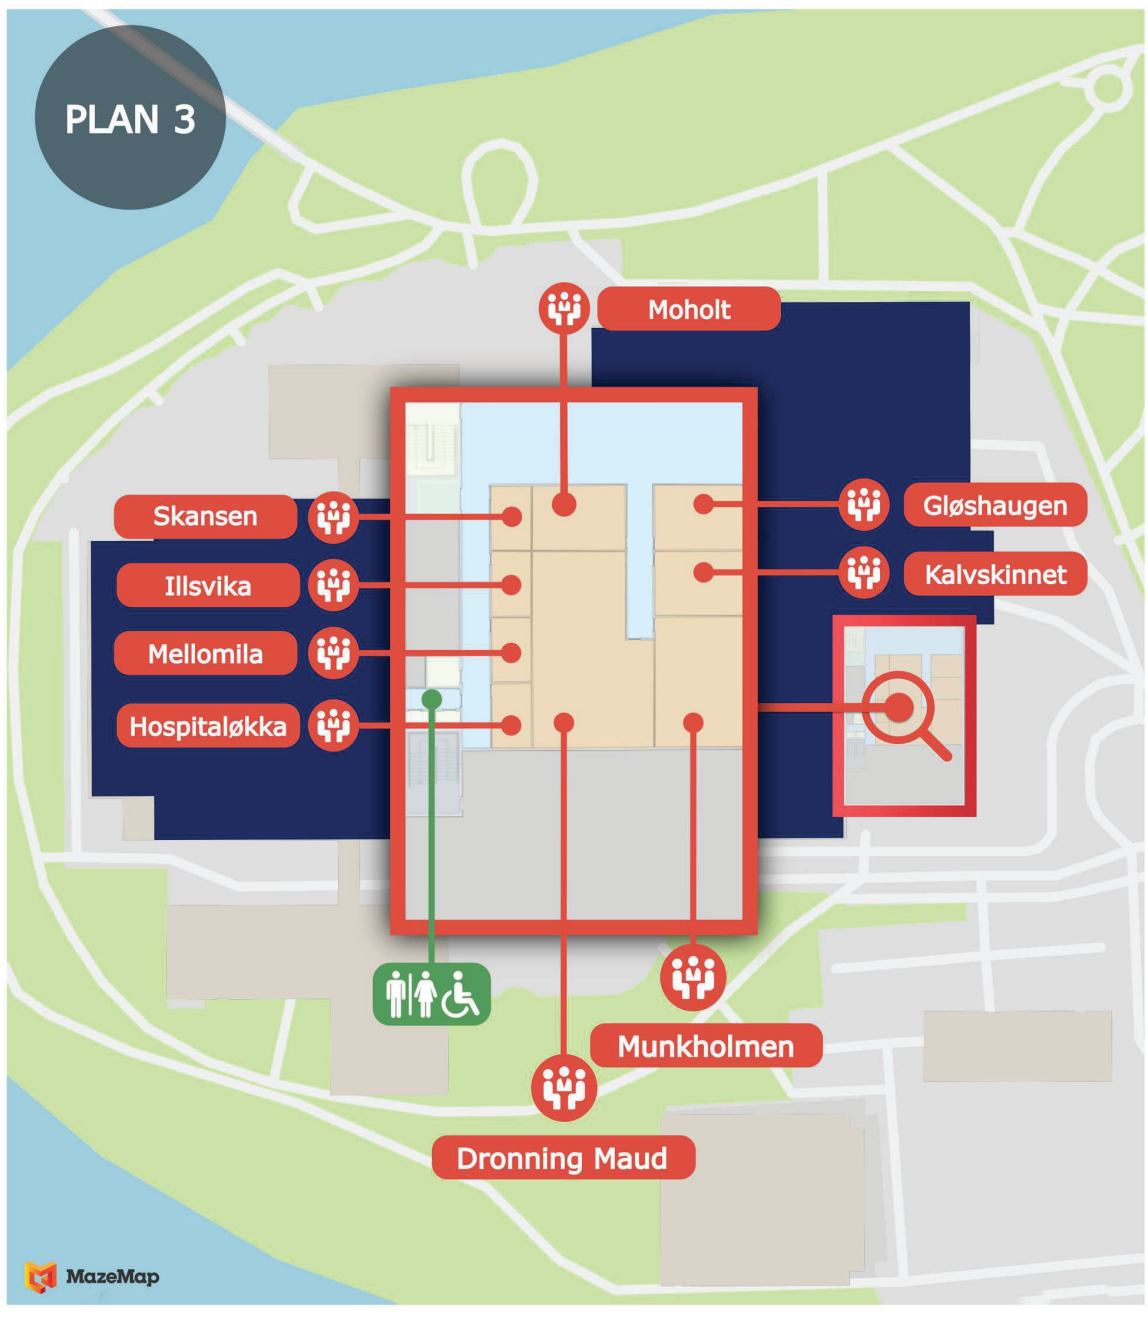 PLAN 3
Moholt
Skansen
Gløshaugen
Illsvika
Kalvskinnet
Mellomila
Hospitaløkka
Munkholmen
Dronning Maud
MazeMap